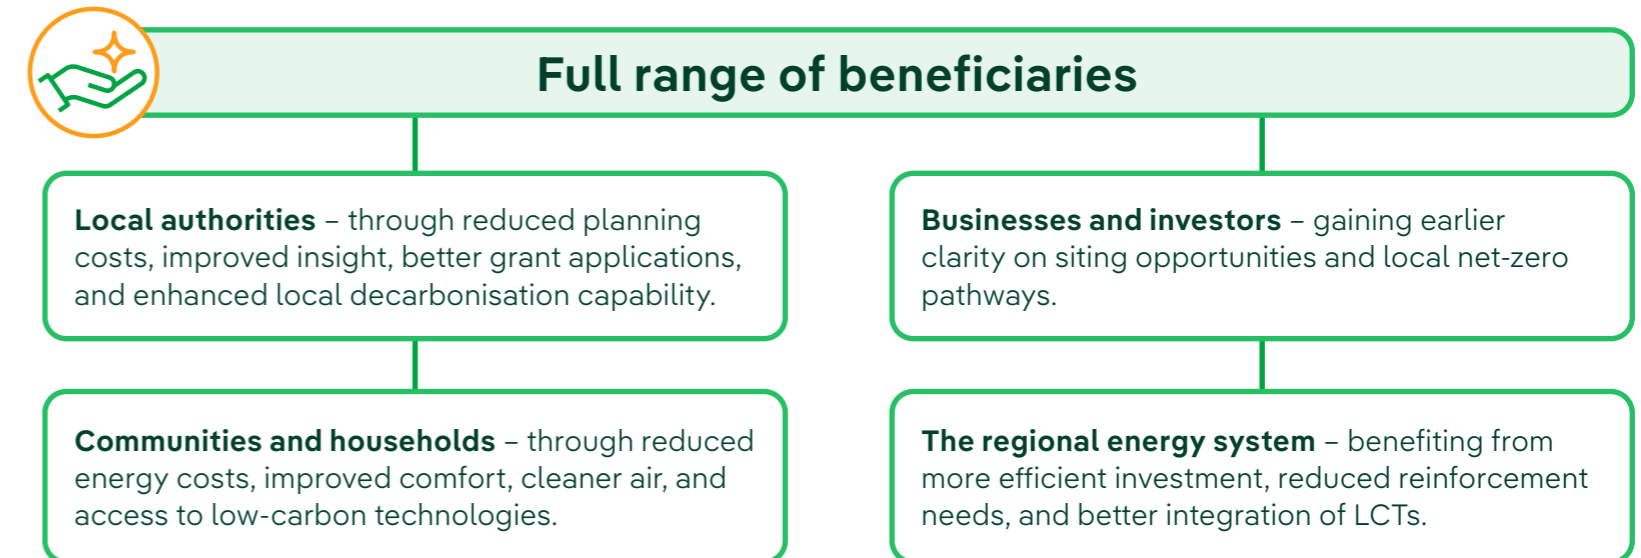 Full range of beneficiaries
Local authorities – through reduced planning
costs, improved insight, better grant applications,
and enhanced local decarbonisation capability.
Businesses and investors – gaining earlier
clarity on siting opportunities and local net-zero
pathways.
Communities and households – through reduced
energy costs, improved comfort, cleaner air, and
access to low-carbon technologies.
The regional energy system – benefiting from
more efficient investment, reduced reinforcement
needs, and better integration of LCTs.